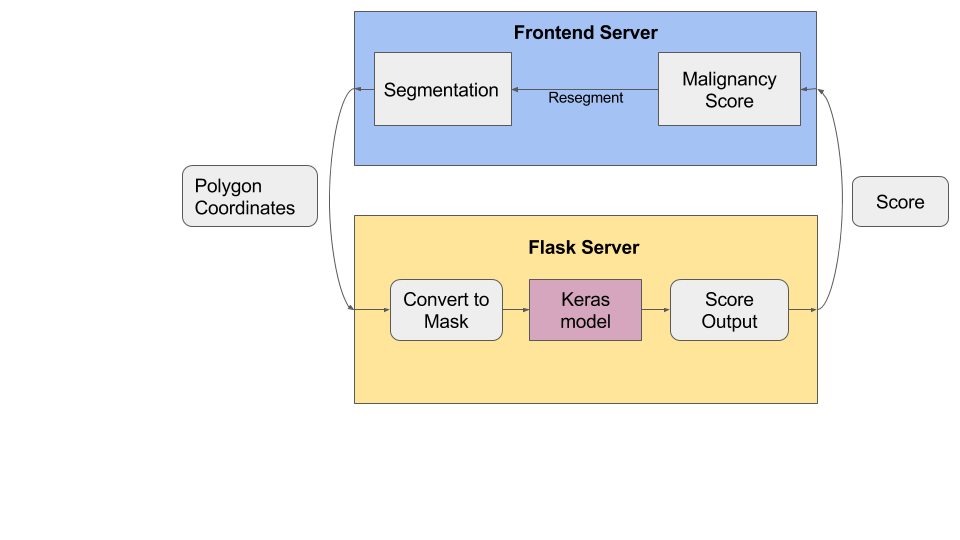 Frontend Server
Segmentation
Resegment
Malignancy
Score
Polygon
Coordinates
Score
Flask Server
Convert to
Mask
Keras
model
Score
Output